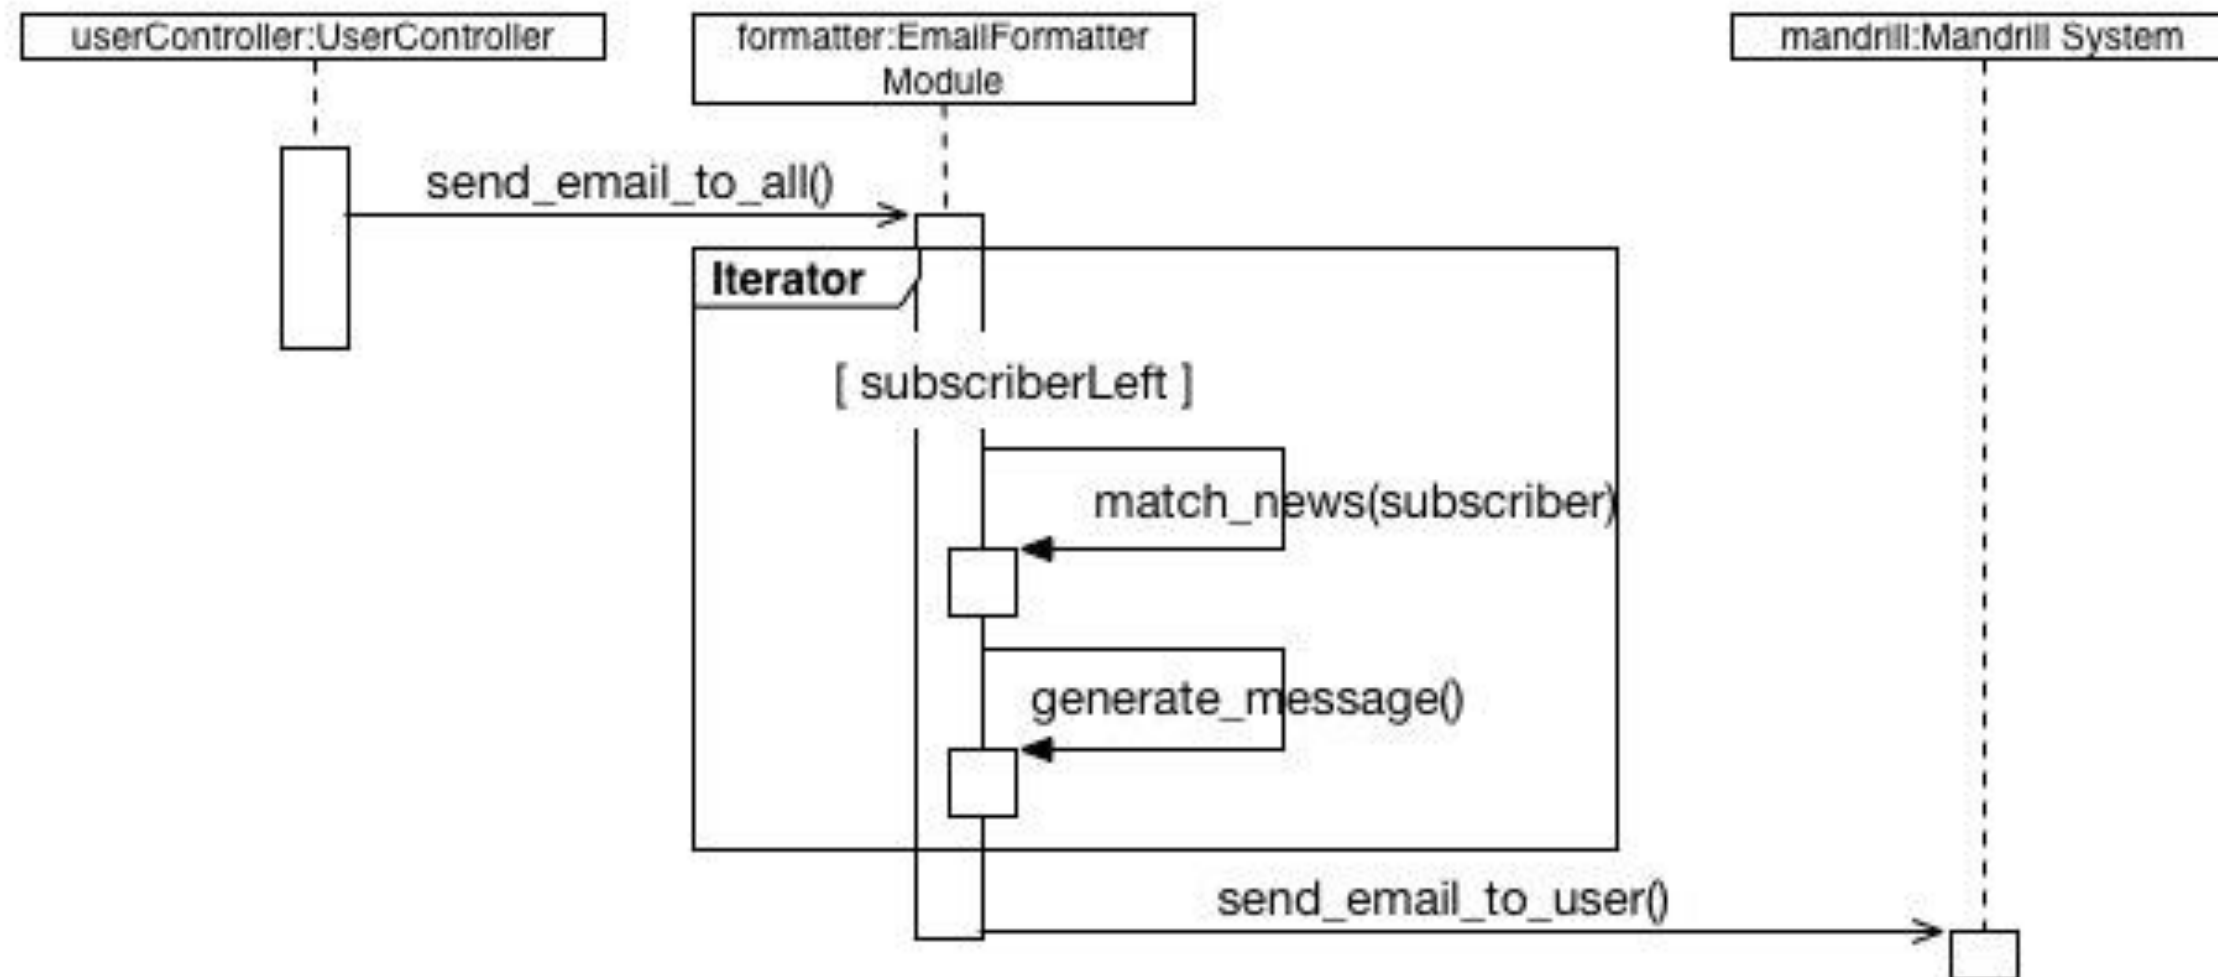 userController:UserController
formatter:EmailFormatter
Module
mandrill:Mandrill System
send_email_to_all()
Iterator
[ subscriberLeft ]
match_news(subscriber)
generate_message()
send_email_to_user()